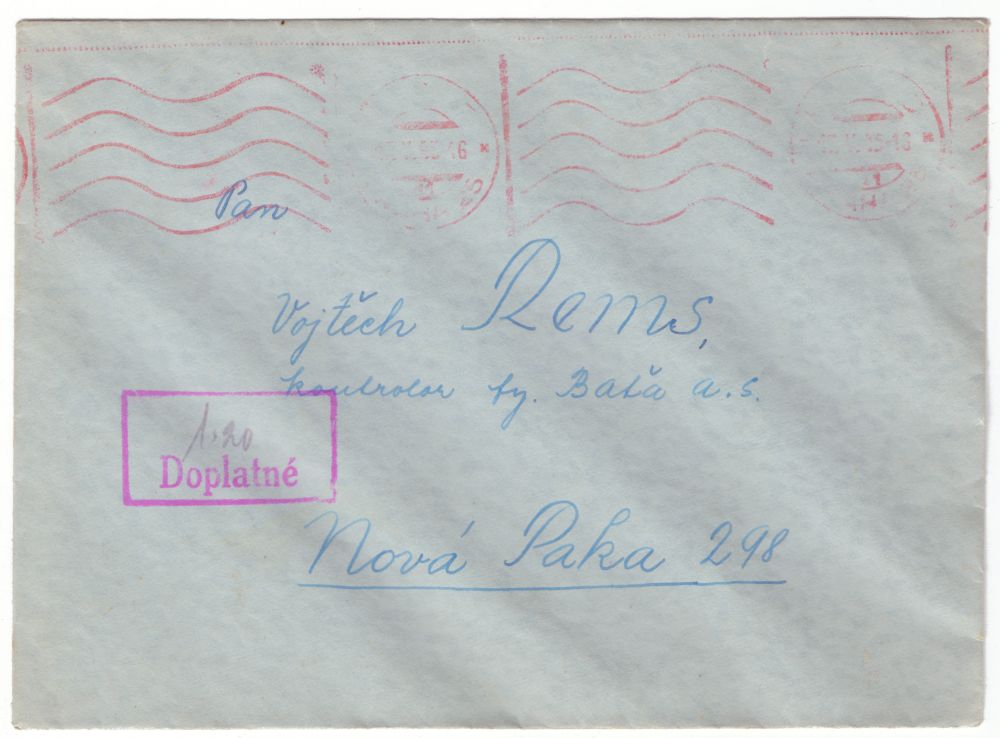 Pan
Vojtěch Rems,
kontrolor fy. Baťa a.s.
1.20
Doplatné
Nová Paka 298